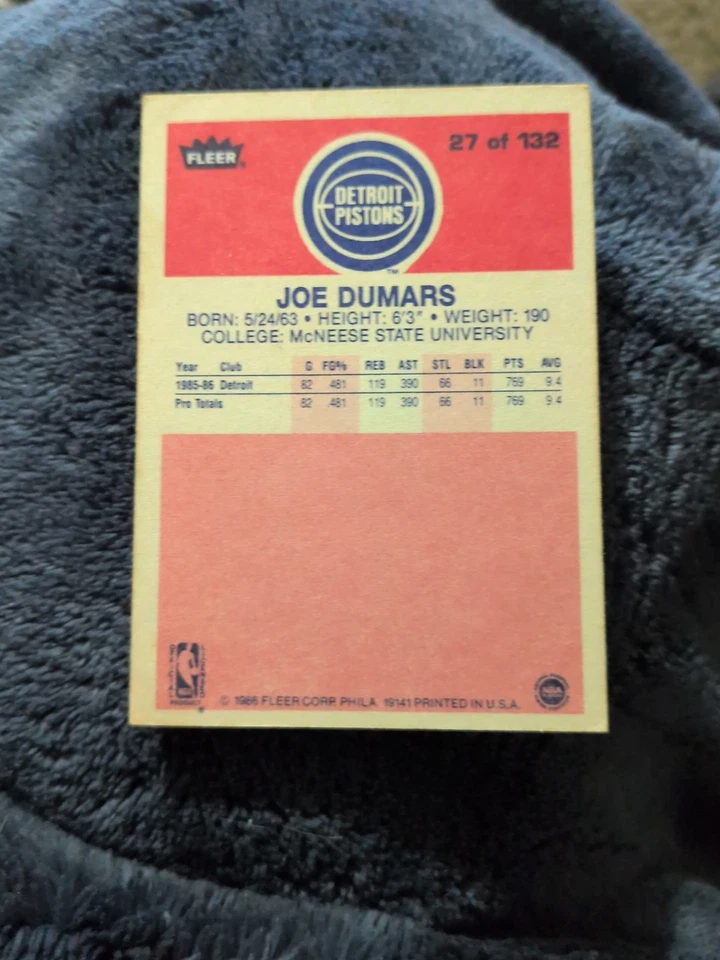 FLEER
27 of 132
DETROIT
PISTONS
TM
JOE DUMARS
BORN: 5/24/63 • HEIGHT: 6'3" • WEIGHT: 190
COLLEGE: McNEESE STATE UNIVERSITY
Year Club G FG% REB AST STL BLK PTS AVG
1985-86 Detroit 82 .481 119 390 66 11 769 9.4
Pro Totals 82 .481 119 390 66 11 769 9.4
NBA
© 1986 FLEER CORP. PHILA. 19141 PRINTED IN U.S.A.